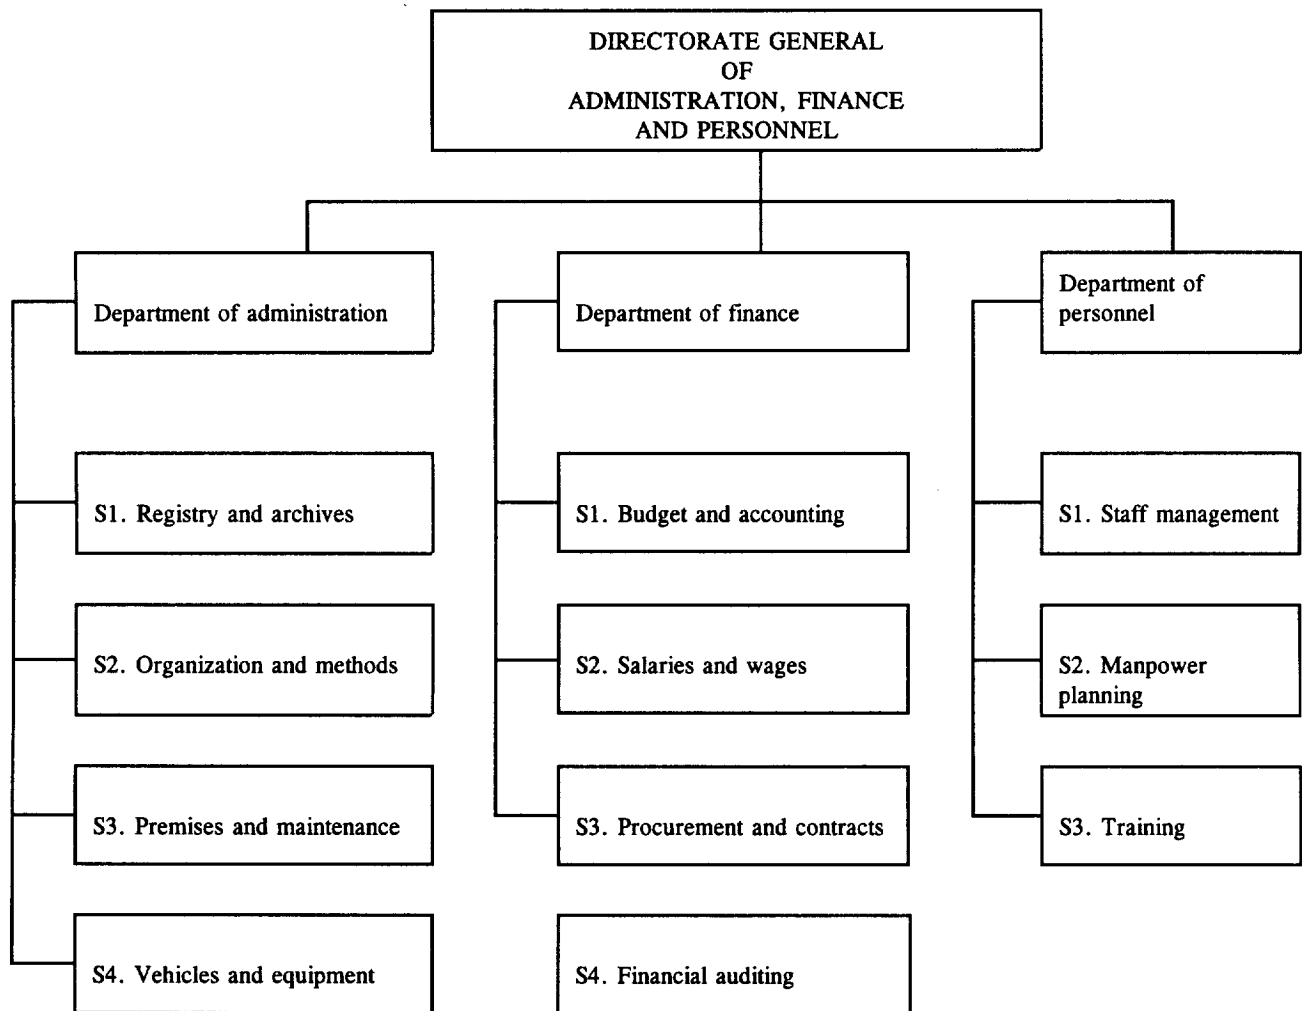 DIRECTORATE GENERAL
OF
ADMINISTRATION, FINANCE
AND PERSONNEL
Department of administration
Department of finance
Department of
personnel
S1. Registry and archives
S1. Budget and accounting
S1. Staff management
S2. Organization and methods
S2. Salaries and wages
S2. Manpower
planning
S3. Premises and maintenance
S3. Procurement and contracts
S3. Training
S4. Vehicles and equipment
S4. Financial auditing